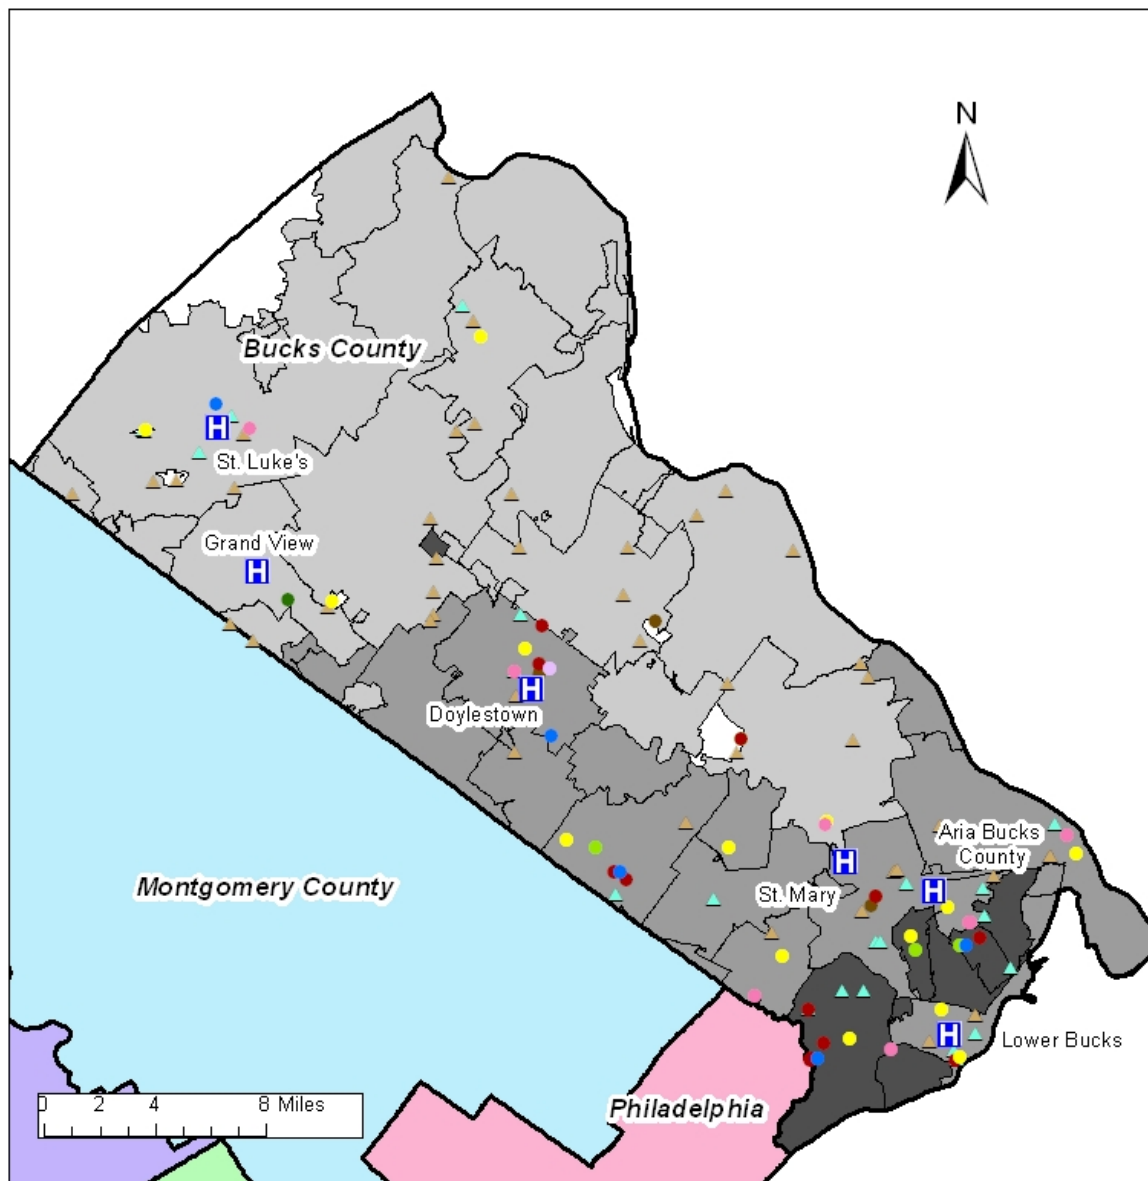 N
Bucks County
H
St. Luke's
Grand View
H
H
Doylestown
Aria Bucks
County
H
St. Mary
H
Montgomery County
H
Lower Bucks
0 2 4 8 Miles
Philadelphia